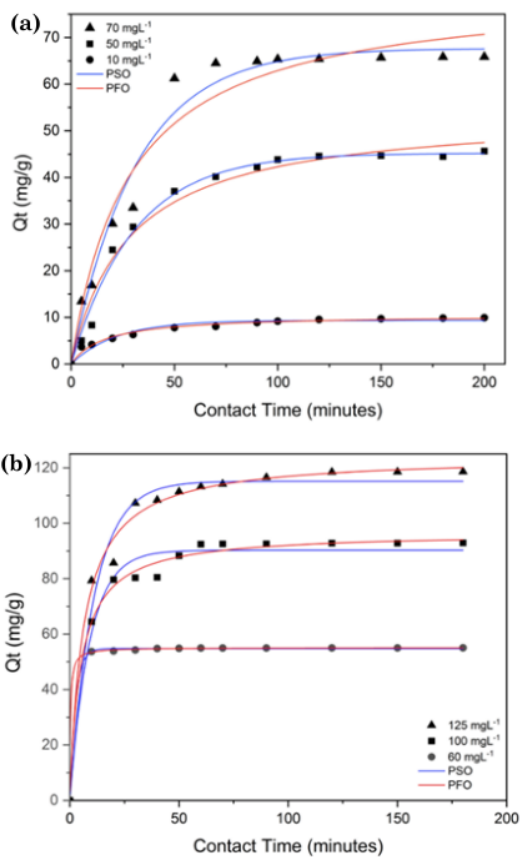 (a)
70 mgL⁻¹
50 mgL⁻¹
10 mgL⁻¹
PSO
PFO
70
60
50
40
30
20
10
0
Qt (mg/g)
0 50 100 150 200
Contact Time (minutes)
(b)
120
100
80
60
40
20
0
Qt (mg/g)
125 mgL⁻¹
100 mgL⁻¹
60 mgL⁻¹
PSO
PFO
0 50 100 150 200
Contact Time (minutes)